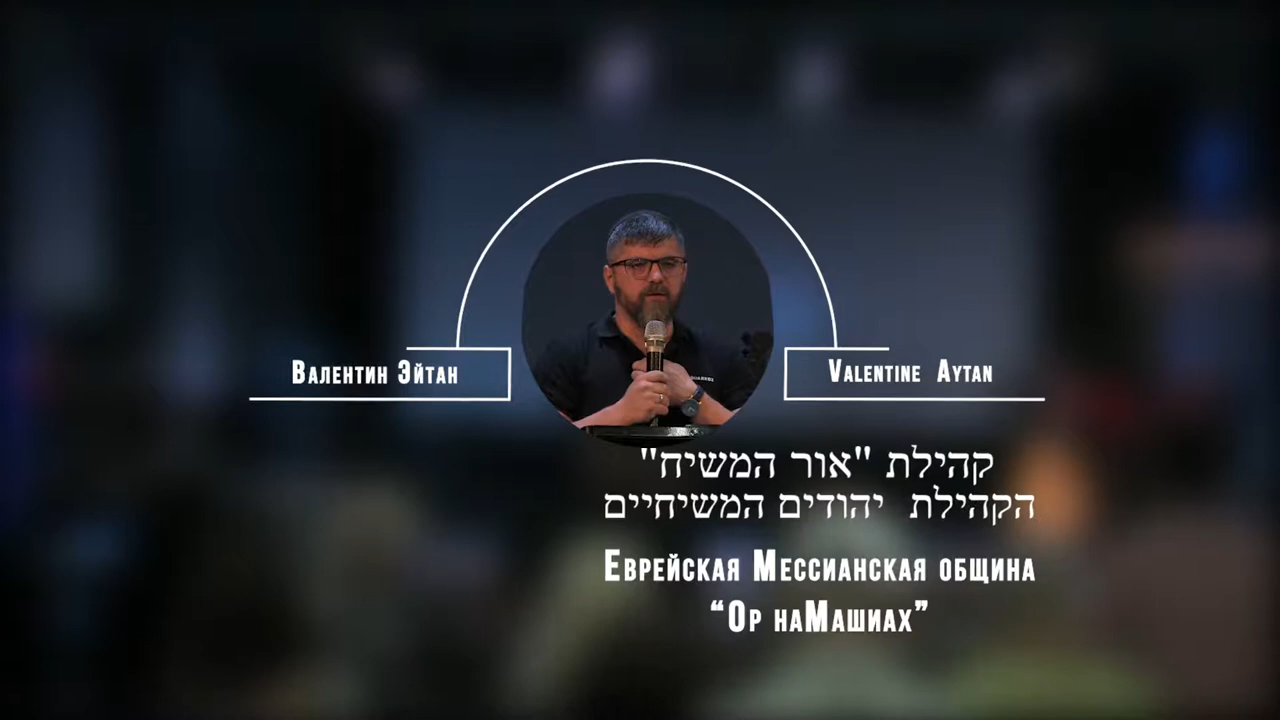 Валентин Эйтан
Valentine Aytan
קהילת "אור המשיח"
הקהילת יהודים המשיחיים
Еврейская Мессианская община
“Ор наМашиах”